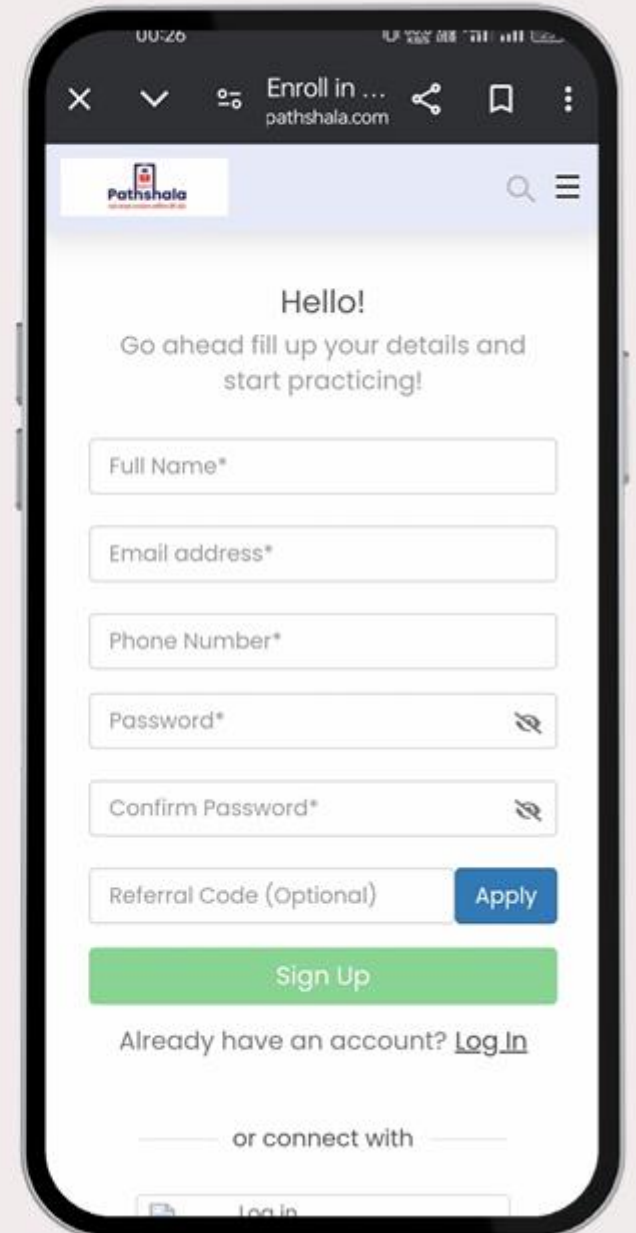 00:26
Enroll in ...
pathshala.com
Pathshala
Hello!
Go ahead fill up your details and
start practicing!
Full Name*
Email address*
Phone Number*
Password*
Confirm Password*
Referral Code (Optional)
Apply
Sign Up
Already have an account? Log In
or connect with
Log in